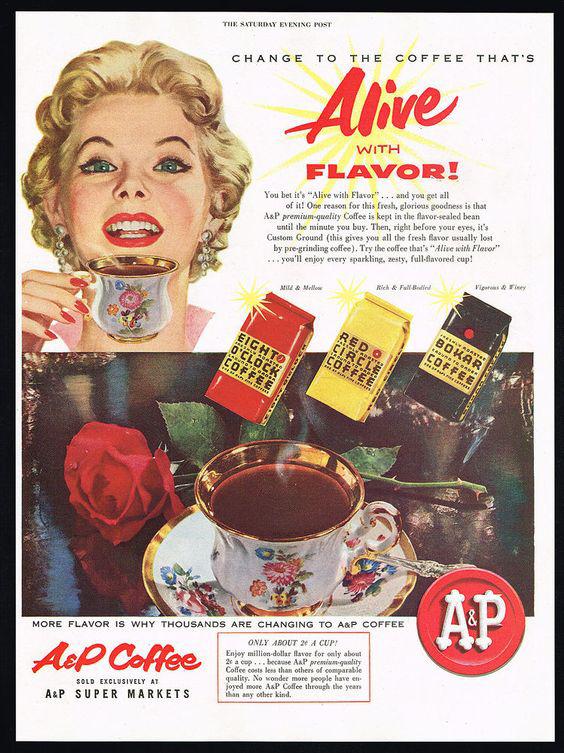 THE SATURDAY EVENING POST
CHANGE TO THE COFFEE THAT'S
Alive
WITH
FLAVOR!
You bet it's "Alive with Flavor" . . . and you get all
of it! One reason for this fresh, glorious goodness is that
A&P premium-quality Coffee is kept in the flavor-sealed bean
until the minute you buy. Then, right before your eyes, it's
Custom Ground (this gives you all the fresh flavor usually lost
by pre-grinding coffee). Try the coffee that's "Alive with Flavor"
. . . you'll enjoy every sparkling, zesty, full-flavored cup!
Mild & Mellow
Rich & Full-Bodied
Vigorous & Winey
EIGHT
O'CLOCK
COFFEE
RED
CIRCLE
COFFEE
BOKAR
COFFEE
MORE FLAVOR IS WHY THOUSANDS ARE CHANGING TO A&P COFFEE
A&P Coffee
SOLD EXCLUSIVELY AT
A&P SUPER MARKETS
ONLY ABOUT 2¢ A CUP!
Enjoy million-dollar flavor for only about
2¢ a cup . . . because A&P premium-quality
Coffee costs less than others of comparable
quality. No wonder more people have en-
joyed more A&P Coffee through the years
than any other kind.
A&P